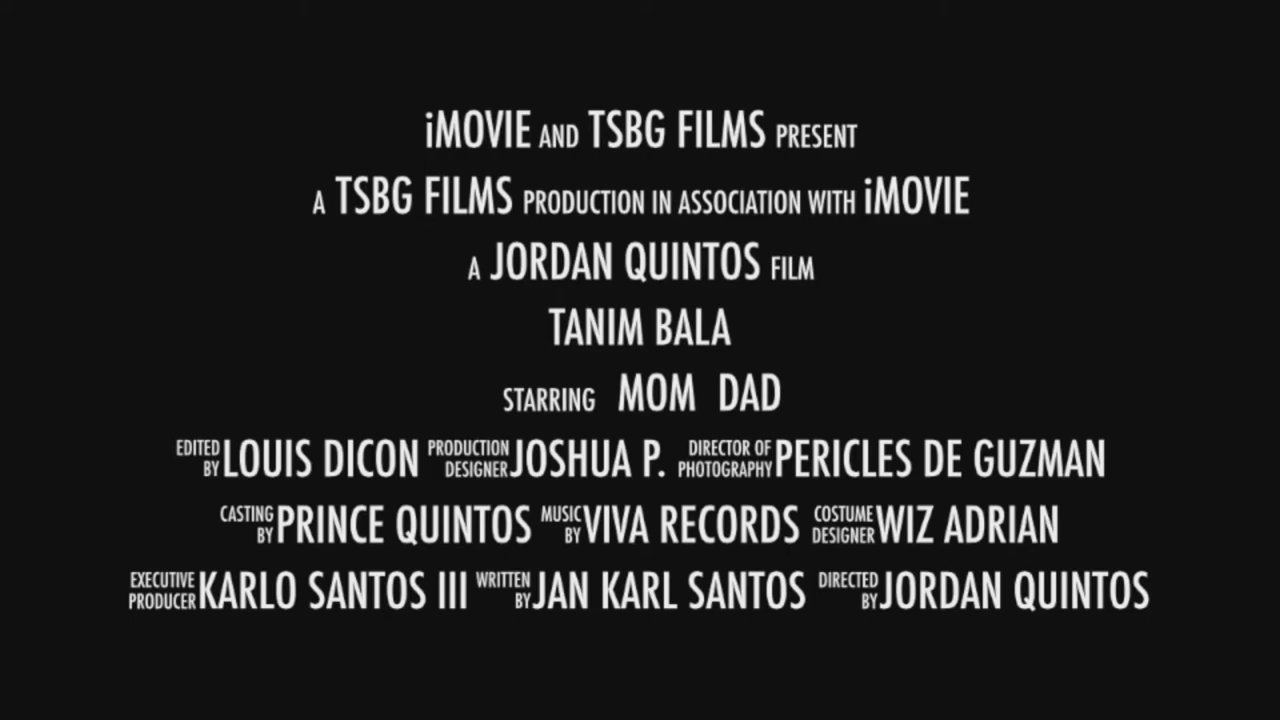 iMOVIE AND TSBG FILMS PRESENT
A TSBG FILMS PRODUCTION IN ASSOCIATION WITH iMOVIE
A JORDAN QUINTOS FILM
TANIM BALA
STARRING MOM DAD
EDITED BY LOUIS DICON PRODUCTION DESIGNER JOSHUA P. DIRECTOR OF PHOTOGRAPHY PERICLES DE GUZMAN
CASTING BY PRINCE QUINTOS MUSIC BY VIVA RECORDS COSTUME DESIGNER WIZ ADRIAN
EXECUTIVE PRODUCER KARLO SANTOS III WRITTEN BY JAN KARL SANTOS DIRECTED BY JORDAN QUINTOS